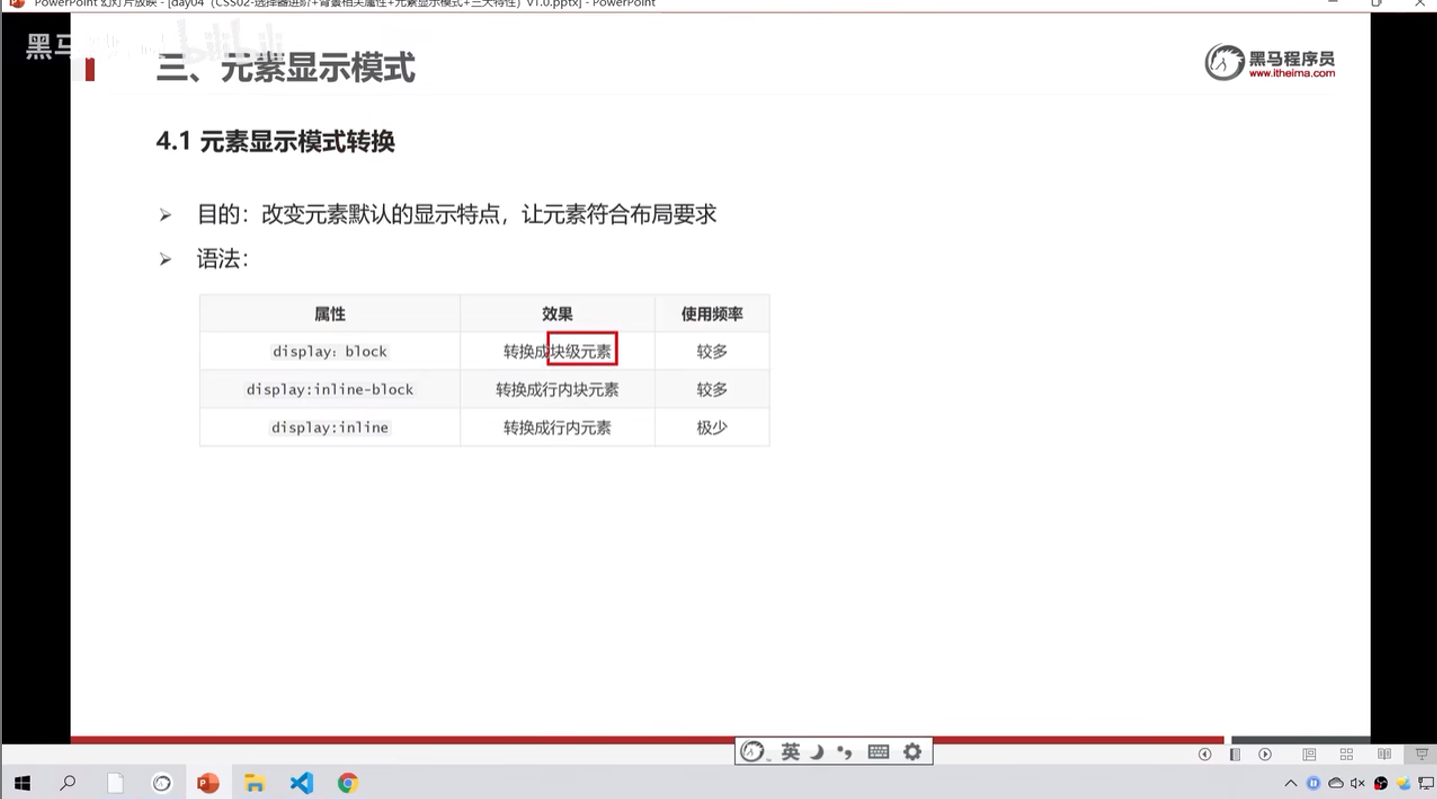 PowerPoint 幻灯片放映 - [day04（CSS02-选择器进阶+背景相关属性+元素显示模式+三大特性）V1.0.pptx] - PowerPoint
黑马
bilibili
三、元素显示模式
黑马程序员
www.itheima.com
4.1 元素显示模式转换
目的：改变元素默认的显示特点，让元素符合布局要求
语法：
属性 效果 使用频率
display: block 转换成块级元素 较多
display:inline-block 转换成行内块元素 较多
display:inline 转换成行内元素 极少
英